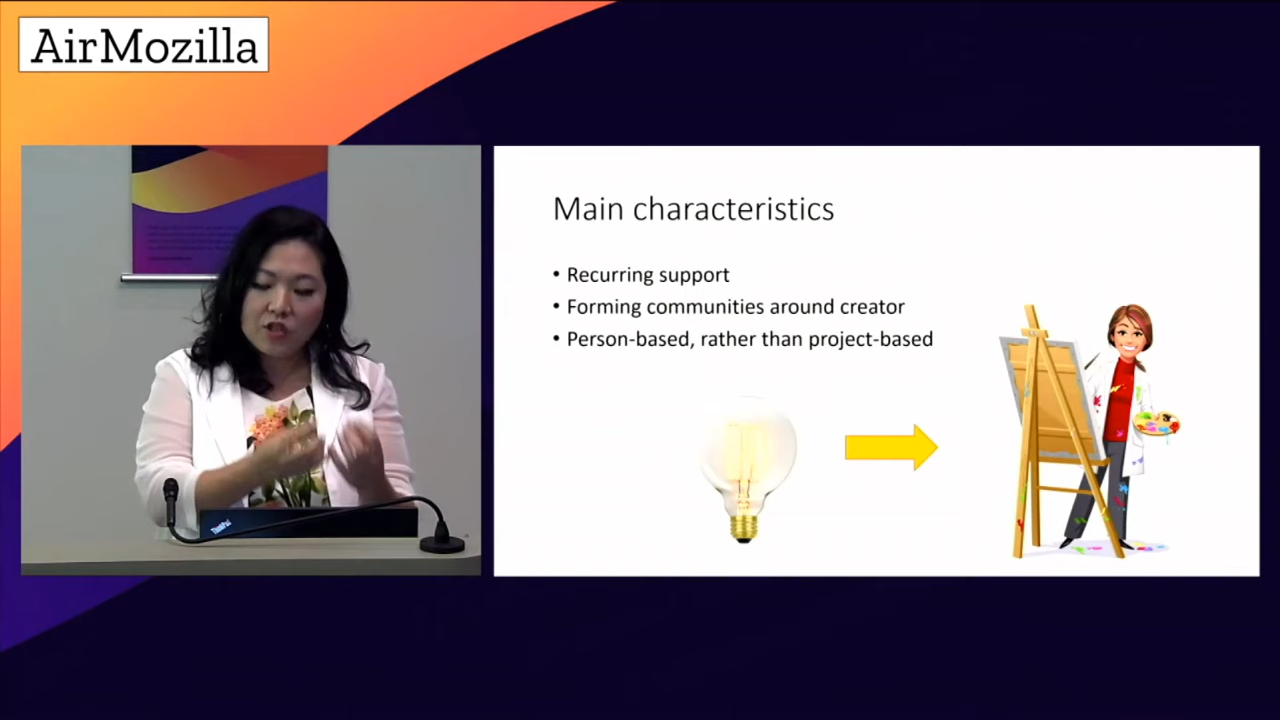 AirMozilla
Main characteristics
• Recurring support
• Forming communities around creator
• Person-based, rather than project-based
ThinkPad